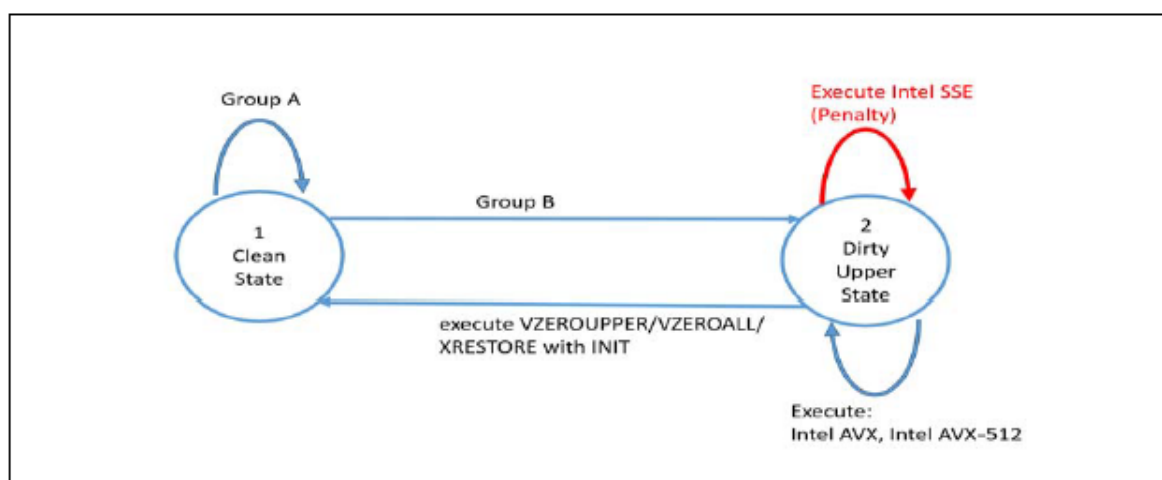 Group A
Execute Intel SSE
(Penalty)
Group B
1
Clean
State
2
Dirty
Upper
State
execute VZEROUPPER/VZEROALL/
XRESTORE with INIT
Execute:
Intel AVX, Intel AVX-512